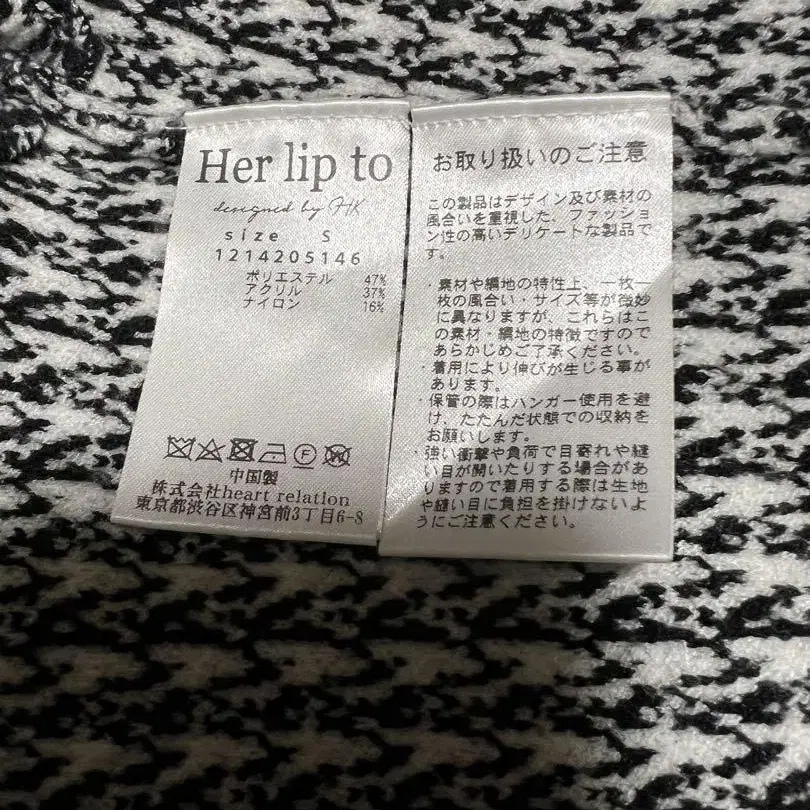 Her lip to
designed by HK
size S
1214205146
ポリエステル 47%
アクリル 37%
ナイロン 16%
中国製
株式会社heart relation
東京都渋谷区神宮前3丁目6-8
お取り扱いのご注意
この製品はデザイン及び素材の
風合いを重視した、ファッショ
ン性の高いデリケートな製品で
す。
・素材や編地の特性上、一枚一
枚の風合い・サイズ等が微妙
に異なりますが、これらはこ
の素材・編地の特徴ですので
あらかじめご了承ください。
・着用により伸びが生じる事が
あります。
・保管の際はハンガー使用を避
け、たたんだ状態での収納を
お願いします。
・強い衝撃や負荷で目寄れや縫
い目が開いたりする場合があ
りますので着用する際は生地
や縫い目に負担を掛けないよ
うにご注意ください。